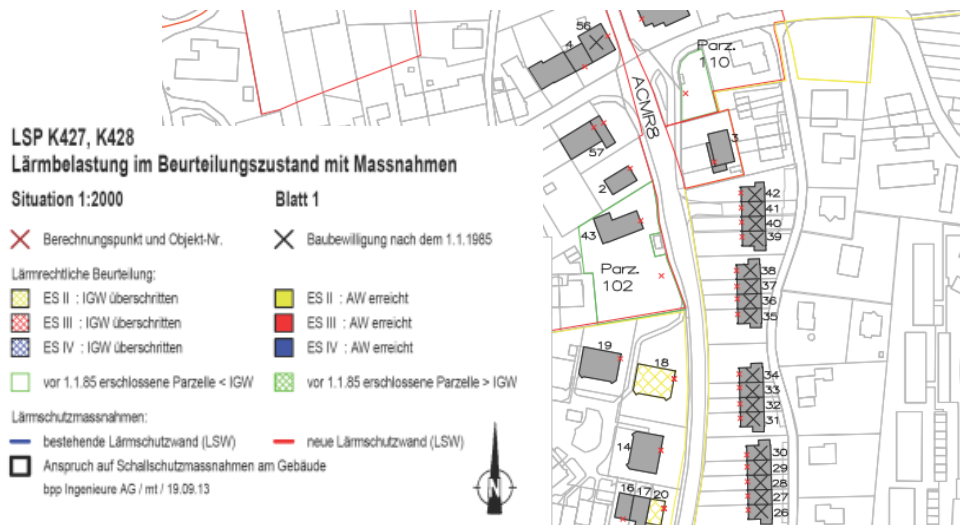 LSP K427, K428
Lärmbelastung im Beurteilungszustand mit Massnahmen
Situation 1:2000 Blatt 1
Berechnungspunkt und Objekt-Nr. Baubewilligung nach dem 1.1.1985
Lärmrechtliche Beurteilung:
ES II : IGW überschritten ES II : AW erreicht
ES III : IGW überschritten ES III : AW erreicht
ES IV : IGW überschritten ES IV : AW erreicht
vor 1.1.85 erschlossene Parzelle < IGW vor 1.1.85 erschlossene Parzelle > IGW
Lärmschutzmassnahmen:
bestehende Lärmschutzwand (LSW) neue Lärmschutzwand (LSW)
Anspruch auf Schallschutzmassnahmen am Gebäude
bpp Ingenieure AG / mt / 19.09.13
N
56
4
Parz.
110
ACMR8
3
57
2
43
Parz.
102
42
41
40
39
38
37
36
35
19
18
34
33
32
31
14
30
29
28
27
26
16
17
20